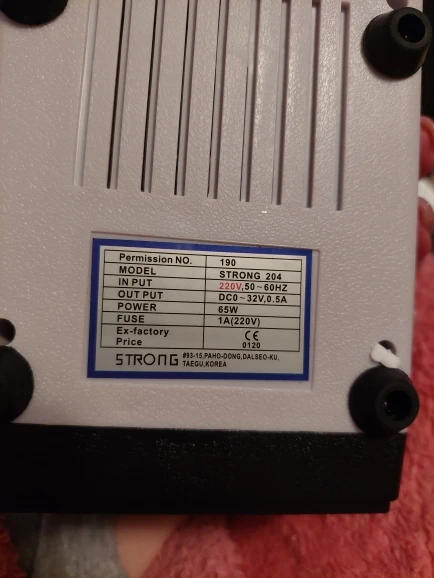 Permission NO. 190
MODEL STRONG 204
IN PUT 220V,50~60HZ
OUT PUT DC0~32V,0.5A
POWER 65W
FUSE 1A(220V)
Ex-factory
Price
CE
0120
STRONG #93-15,PAHO-DONG,DALSEO-KU,
TAEGU,KOREA